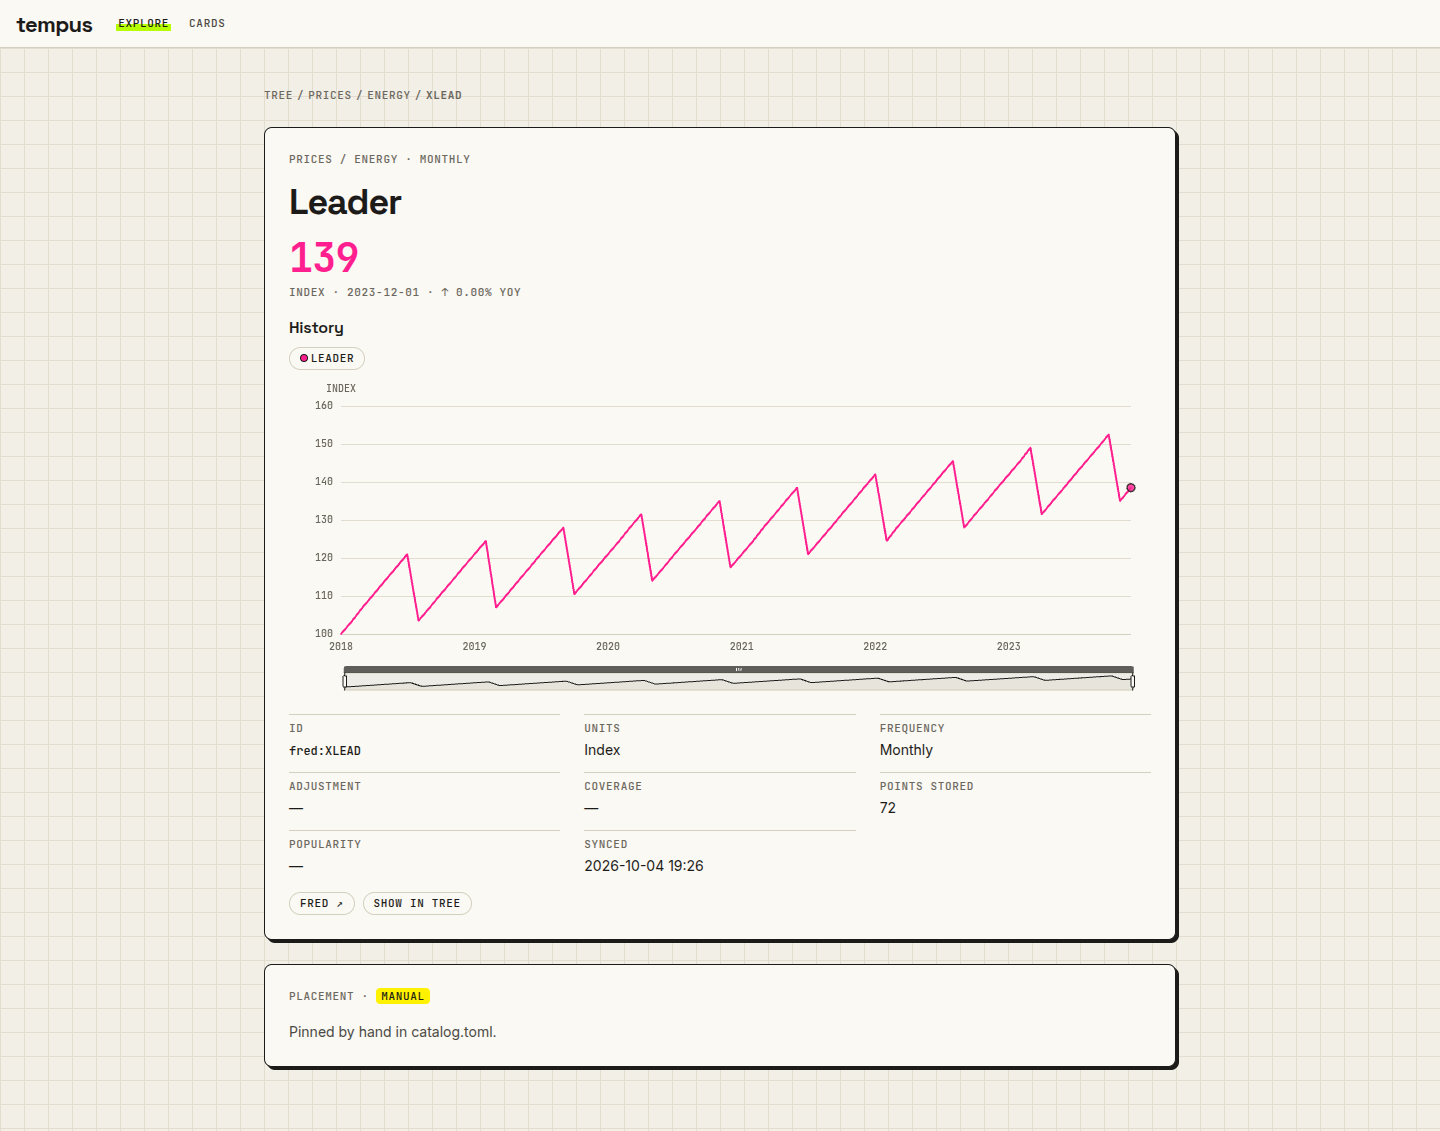 tempus EXPLORE CARDS
TREE / PRICES / ENERGY / XLEAD
PRICES / ENERGY · MONTHLY
Leader
139
INDEX · 2023-12-01 · ↑ 0.00% YOY
History
LEADER
INDEX
160
150
140
130
120
110
100
2018 2019 2020 2021 2022 2023
ID UNITS FREQUENCY
fred:XLEAD Index Monthly
ADJUSTMENT COVERAGE POINTS STORED
— — 72
POPULARITY SYNCED
— 2026-10-04 19:26
FRED ↗ SHOW IN TREE
PLACEMENT · MANUAL
Pinned by hand in catalog.toml.